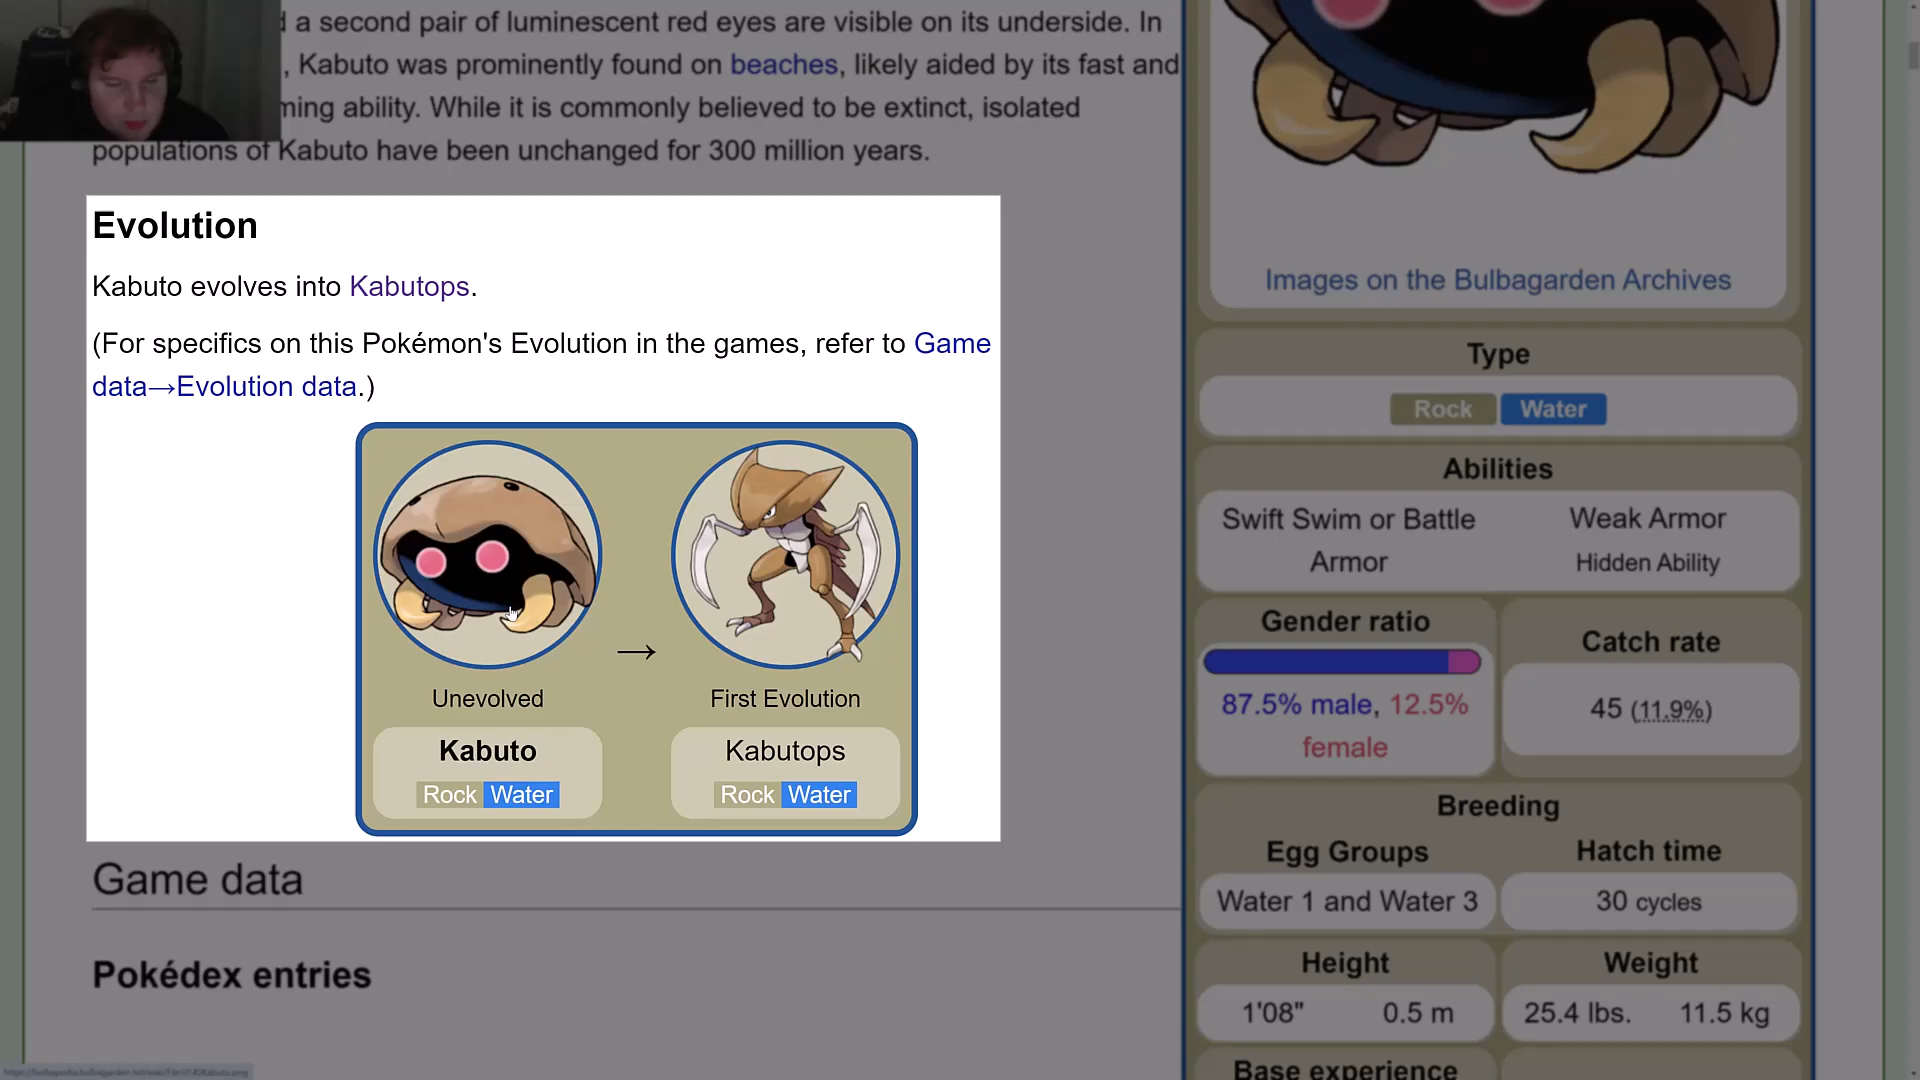 a second pair of luminescent red eyes are visible on its underside. In
, Kabuto was prominently found on beaches, likely aided by its fast and
ming ability. While it is commonly believed to be extinct, isolated
populations of Kabuto have been unchanged for 300 million years.
Evolution
Kabuto evolves into Kabutops.
(For specifics on this Pokémon's Evolution in the games, refer to Game
data→Evolution data.)
→
Unevolved
First Evolution
Kabuto
Kabutops
Rock Water
Rock Water
Game data
Pokédex entries
Images on the Bulbagarden Archives
Type
Rock Water
Abilities
Swift Swim or Battle
Armor
Weak Armor
Hidden Ability
Gender ratio
87.5% male, 12.5%
female
Catch rate
45 (11.9%)
Breeding
Egg Groups
Water 1 and Water 3
Hatch time
30 cycles
Height
1'08" 0.5 m
Weight
25.4 lbs. 11.5 kg
Base experience